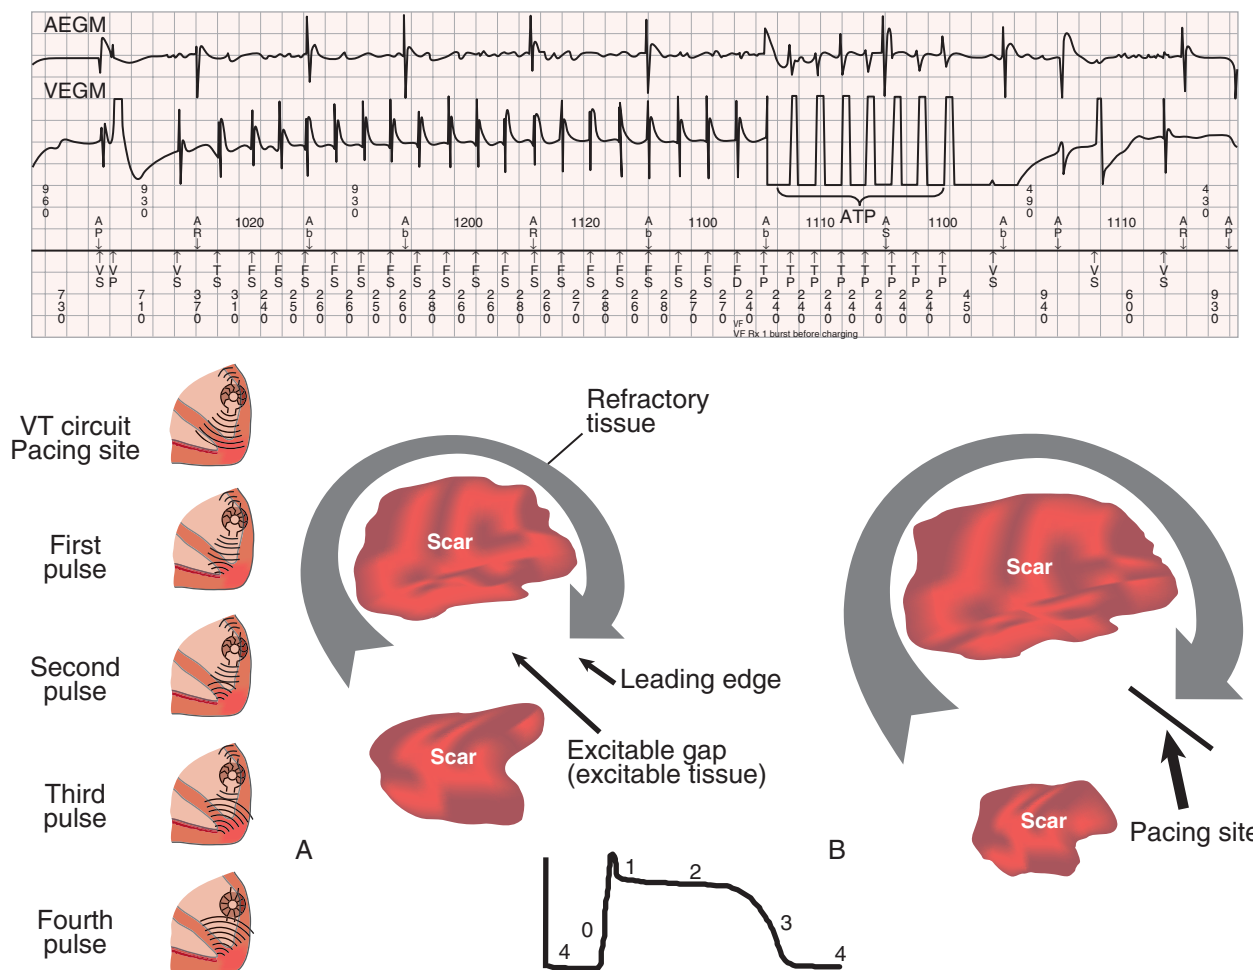 AEGM
VEGM
960 930 930 490 430
AP AR 1020 Ab Ab 1200 AR 1120 Ab 1100 Ab 1110 AS 1100 Ab AP 1110 AR AP
ATP
VS VP VS TS FS FS FS FS FS FS FS FS FS FS FS FS FS FS FS FS FS FD TP TP TP TP TP TP TP TP VS VS VS
730 710 370 310 240 250 260 260 250 260 280 260 260 280 260 270 280 260 280 270 270 240 240 240 240 240 240 240 240 450 940 600 930
VF
VF Rx 1 burst before charging
VT circuit
Pacing site
First
pulse
Second
pulse
Third
pulse
Fourth
pulse
Refractory
tissue
Scar
Leading edge
Excitable gap
(excitable tissue)
Scar
A
Scar
Scar
Pacing site
B
4 0 1 2 3 4